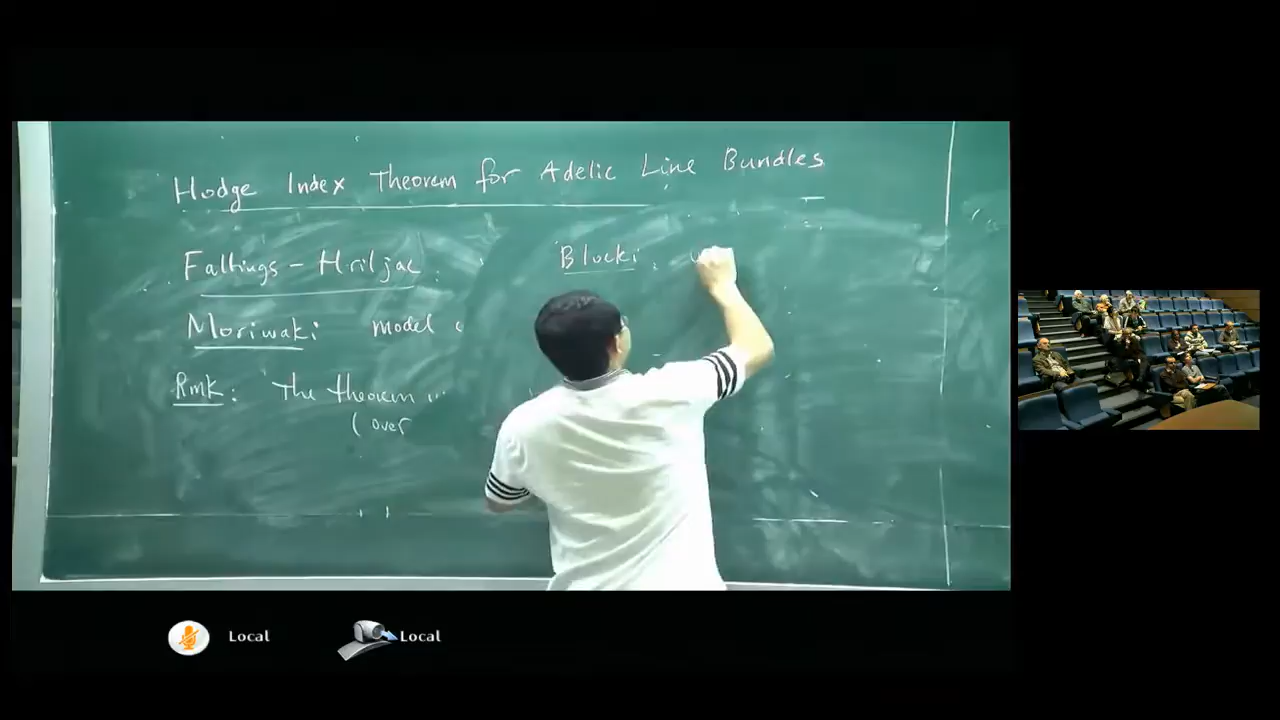 Hodge Index Theorem for Adelic Line Bundles
Faltings - Hriljac :
Moriwaki model
Rmk : The theorem
( over
Blocki :
Local
Local